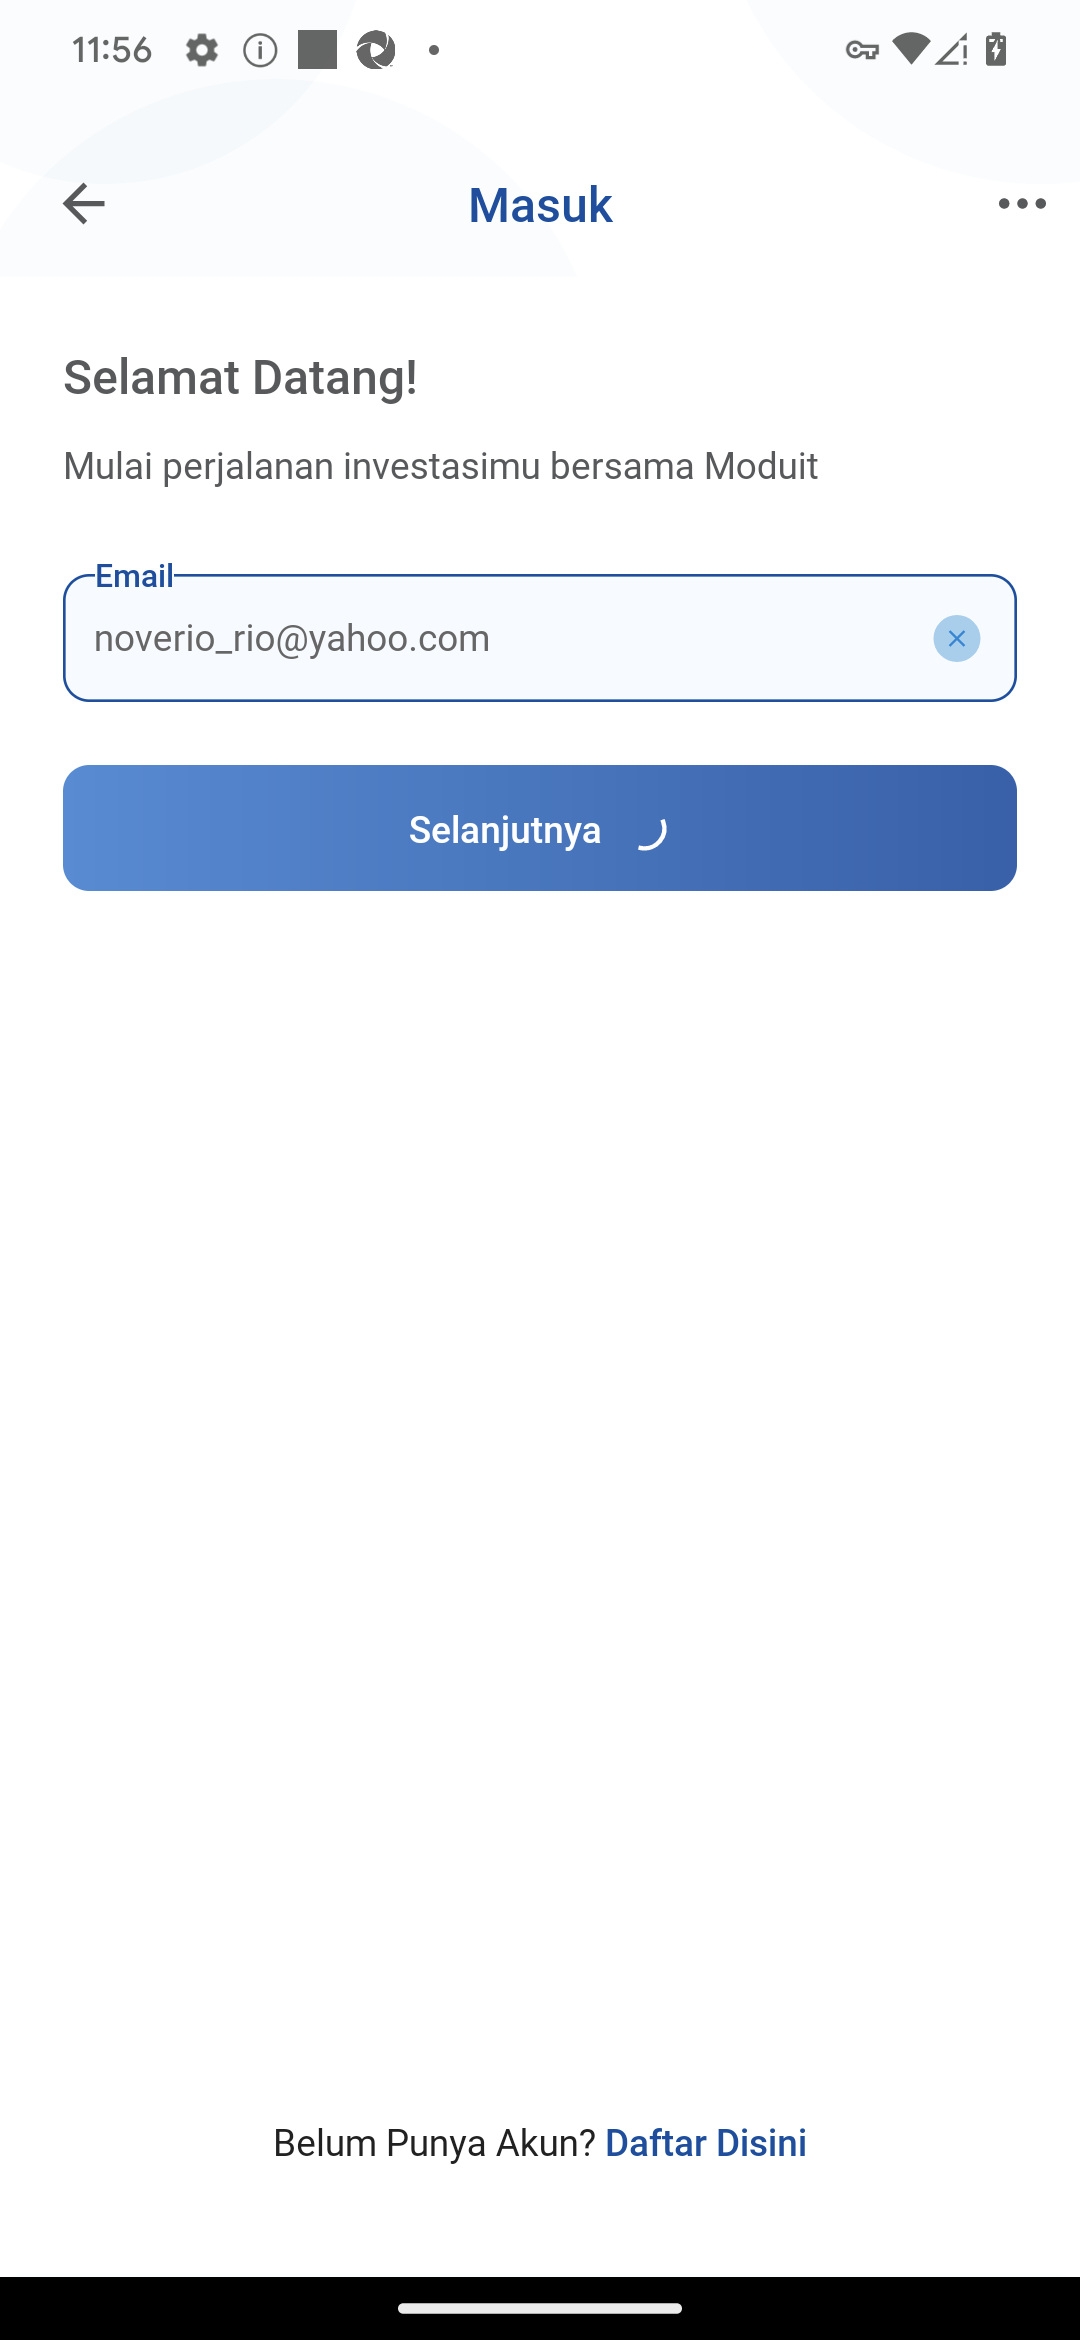 11:56
Masuk
Selamat Datang!
Mulai perjalanan investasimu bersama Moduit
Email
noverio_rio@yahoo.com
Selanjutnya
Belum Punya Akun? Daftar Disini